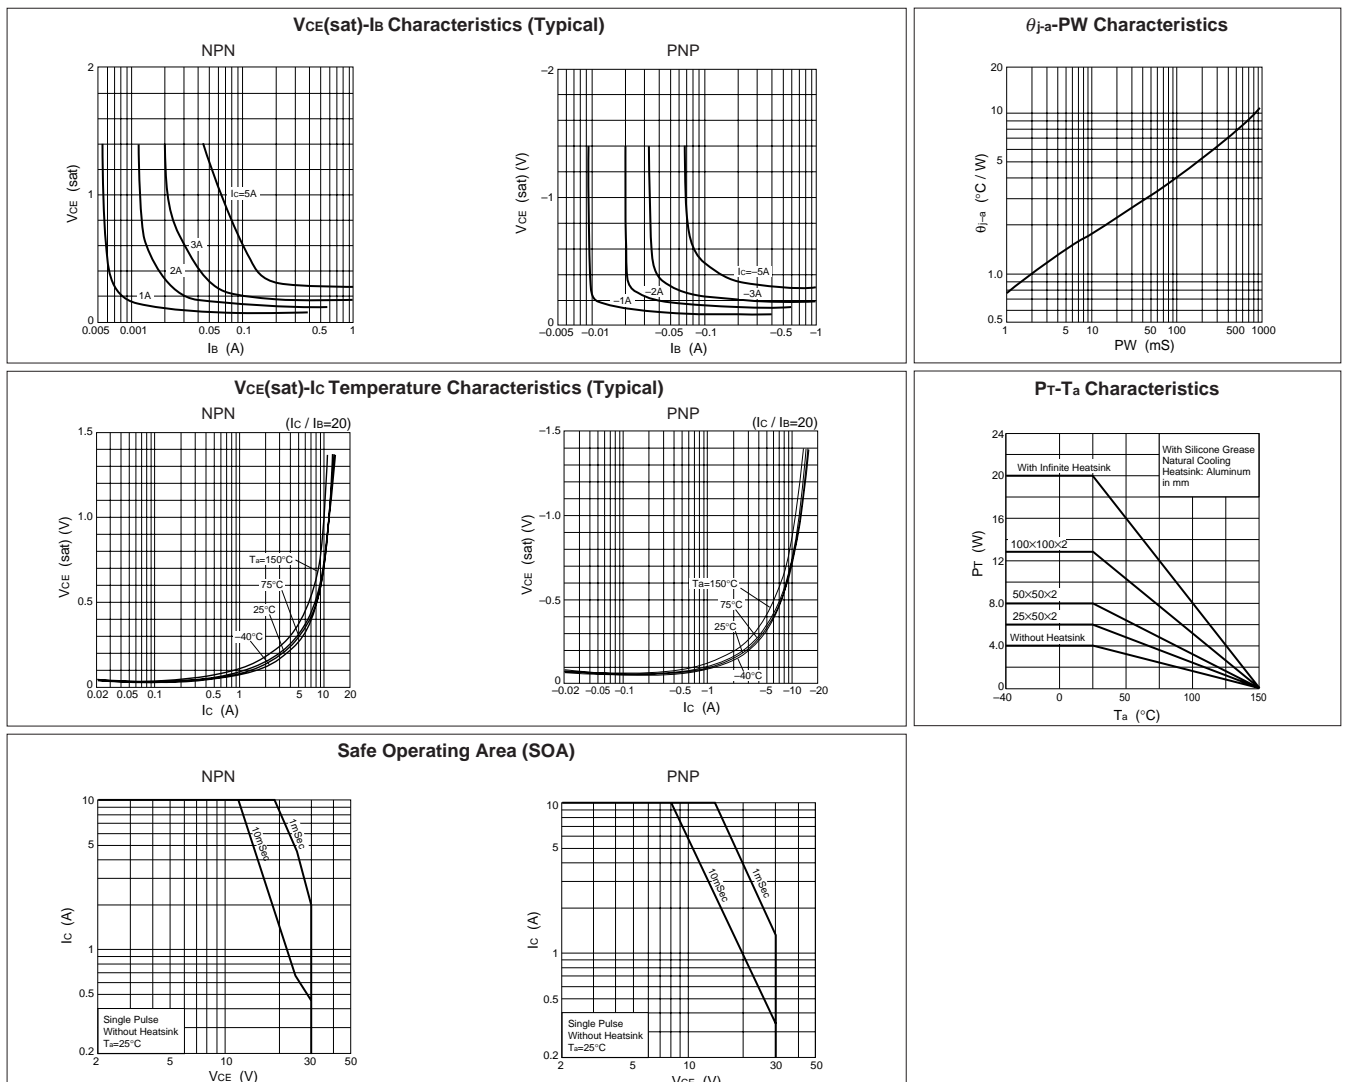 VCE(sat)-IB Characteristics (Typical)
NPN
2
1
0
VCE (sat)
IC=5A
3A
2A
1A
0.005 0.001 0.05 0.1 0.5 1
IB (A)
PNP
–2
–1
0
VCE (sat) (V)
IC=–5A
–3A
–2A
–1A
–0.005 –0.01 –0.05 –0.1 –0.5 –1
IB (A)
θj-a-PW Characteristics
20
10
5
1.0
0.5
θj–a (°C / W)
1 5 10 50 100 500 1000
PW (mS)
VCE(sat)-IC Temperature Characteristics (Typical)
NPN
(IC / IB=20)
1.5
1.0
0.5
0
VCE (sat) (V)
Ta=150°C
75°C
25°C
–40°C
0.02 0.05 0.1 0.5 1 5 10 20
IC (A)
PNP
(IC / IB=20)
–1.5
–1.0
–0.5
0
VCE (sat) (V)
Ta=150°C
75°C
25°C
–40°C
–0.02 –0.05 –0.1 –0.5 –1 –5 –10 –20
IC (A)
PT-Ta Characteristics
24
20
16
12
8.0
4.0
0
PT (W)
With Silicone Grease
Natural Cooling
Heatsink: Aluminum
in mm
With Infinite Heatsink
100×100×2
50×50×2
25×50×2
Without Heatsink
–40 0 50 100 150
Ta (°C)
Safe Operating Area (SOA)
NPN
10
5
1
0.5
0.2
IC (A)
10mSec
1mSec
Single Pulse
Without Heatsink
Ta=25°C
2 5 10 30 50
VCE (V)
PNP
10
5
1
0.5
0.2
IC (A)
10mSec
1mSec
Single Pulse
Without Heatsink
Ta=25°C
2 5 10 30 50
VCE (V)